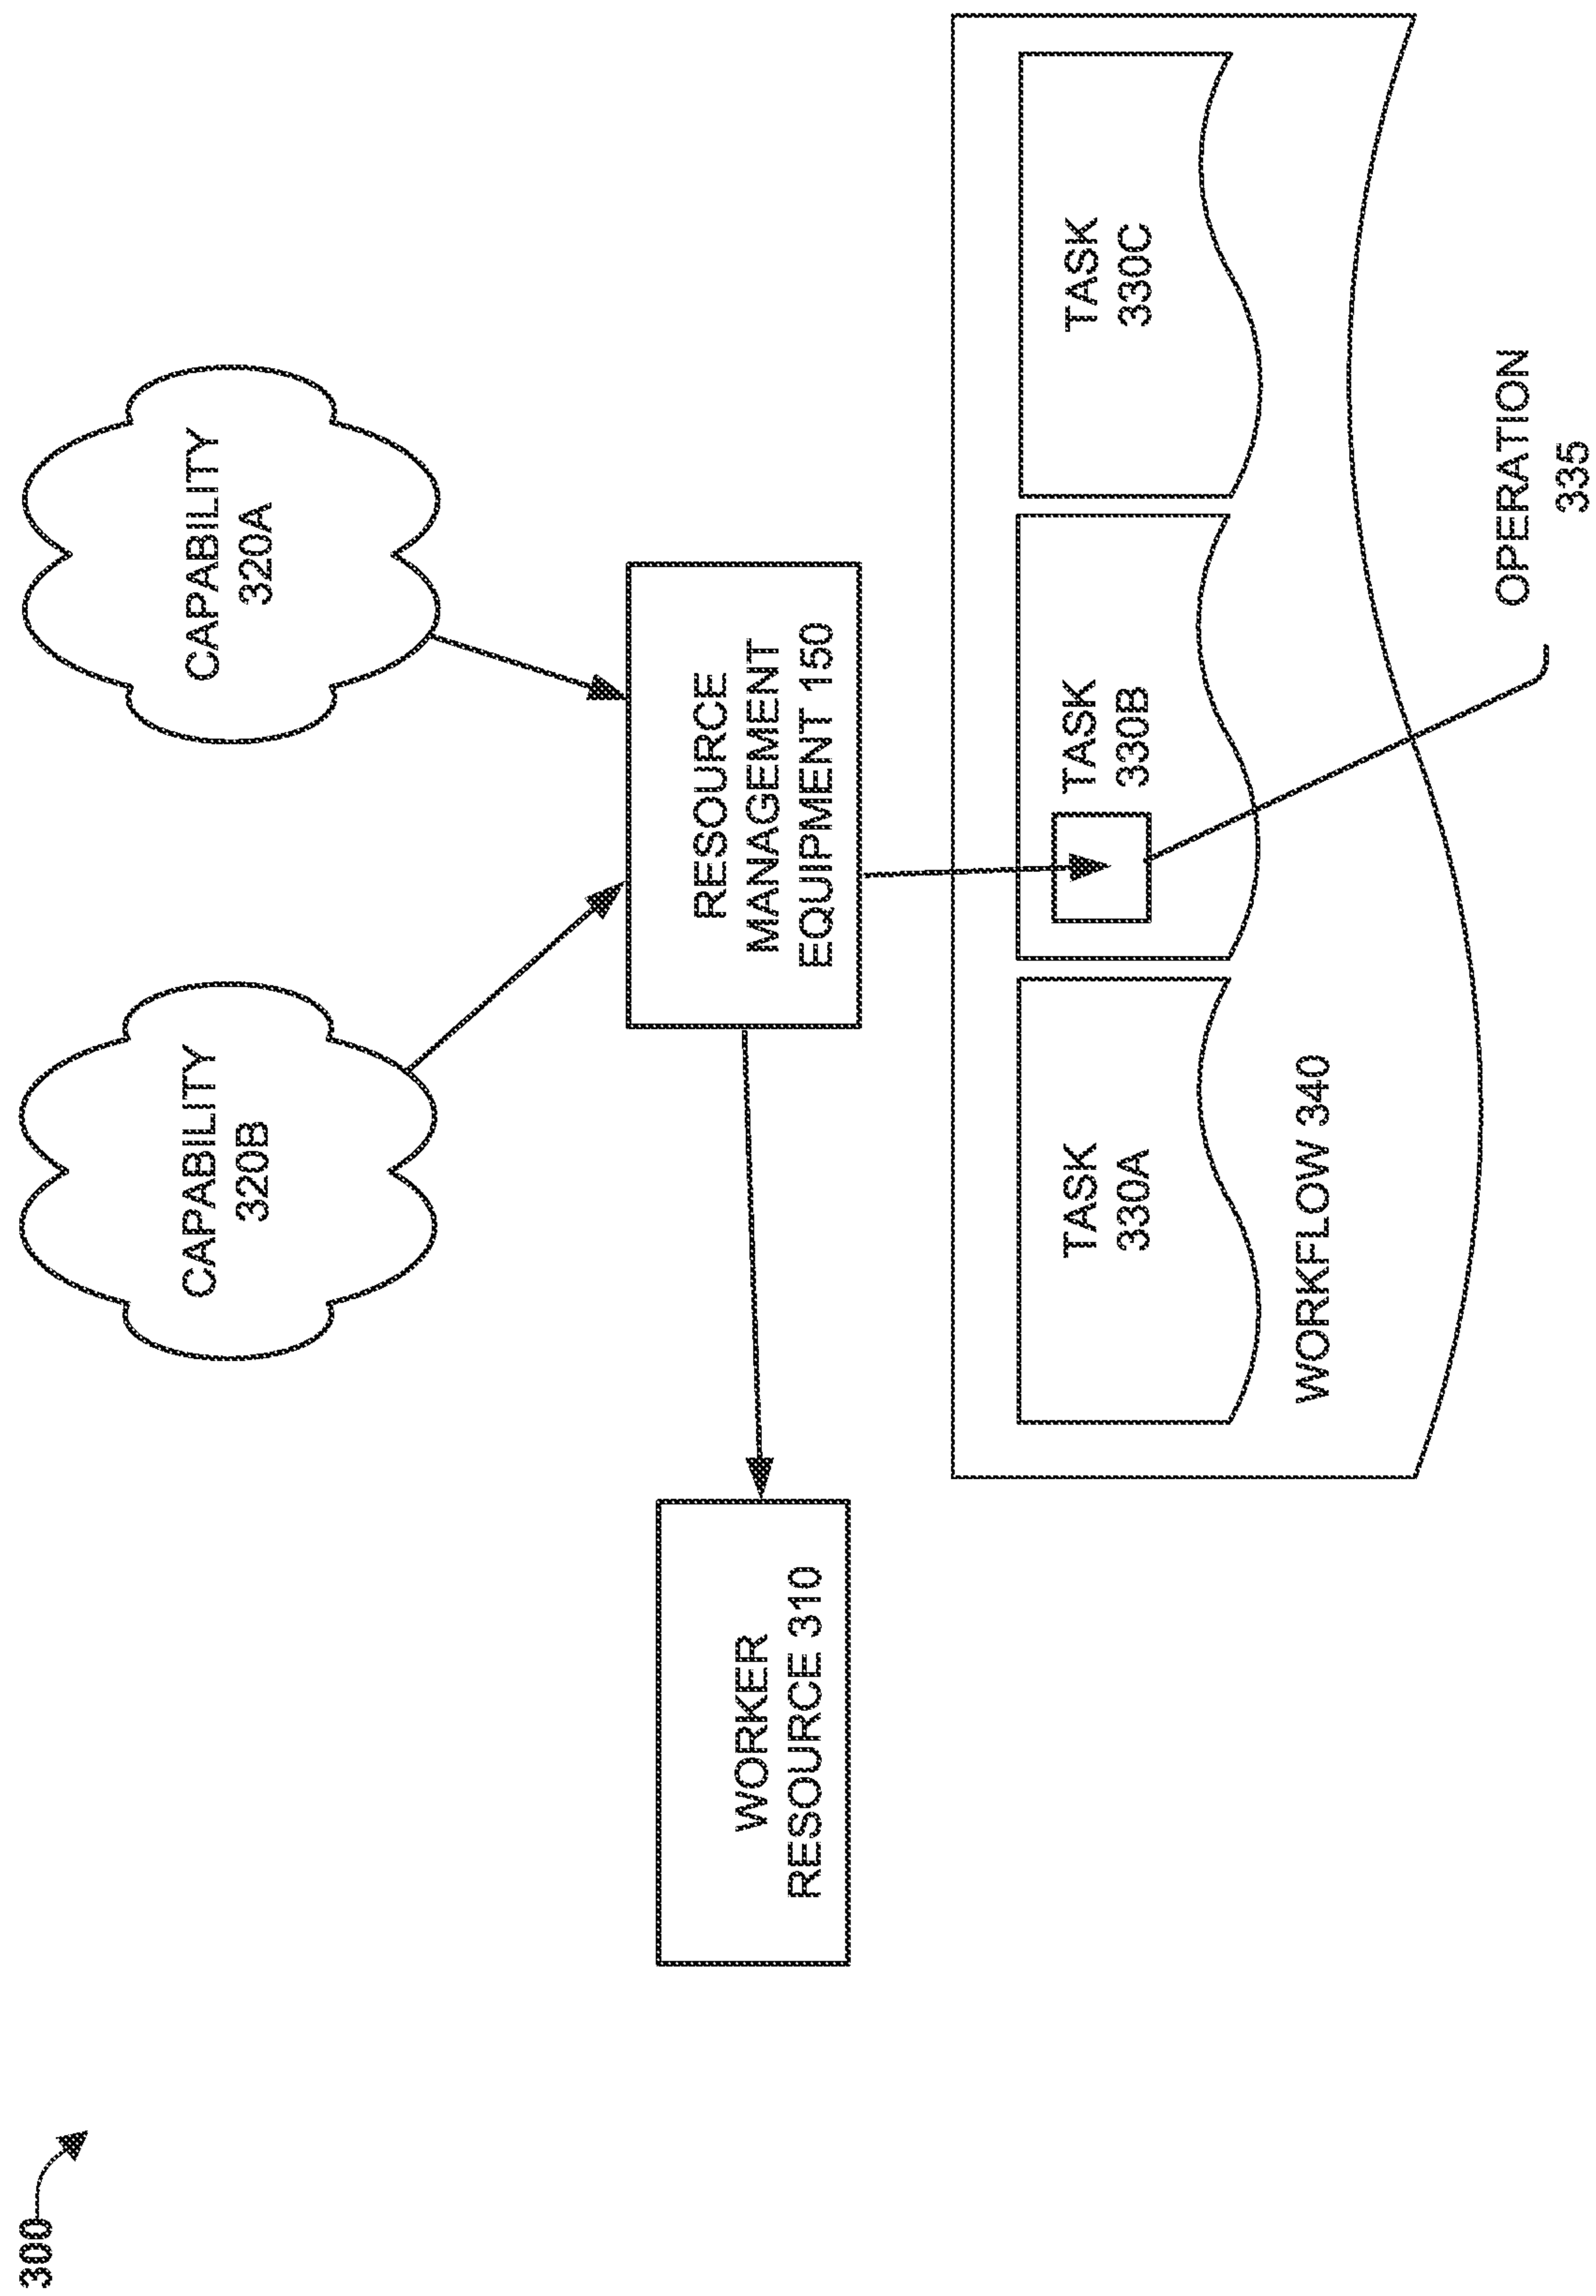 300
CAPABILITY
320B
CAPABILITY
320A
WORKER
RESOURCE 310
RESOURCE
MANAGEMENT
EQUIPMENT 150
TASK
330A
TASK
330B
TASK
330C
WORKFLOW 340
OPERATION
335